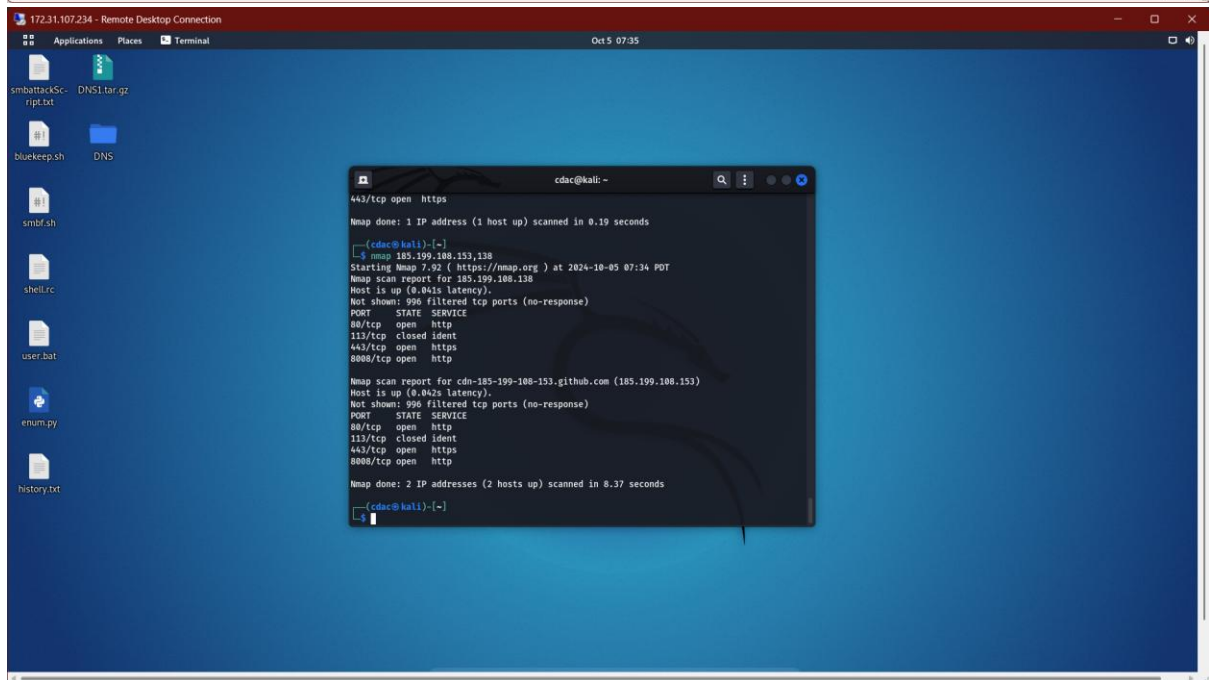 172.31.107.234 - Remote Desktop Connection
Applications Places Terminal Oct 5 07:35
smbattackSc-
ript.txt
DNS1.tar.gz
bluekeep.sh
DNS
smbf.sh
shell.rc
user.bat
enum.py
history.txt
cdac@kali: ~
443/tcp open https
Nmap done: 1 IP address (1 host up) scanned in 0.19 seconds
┌──(cdac㉿kali)-[~]
└─$ nmap 185.199.108.153,138
Starting Nmap 7.92 ( https://nmap.org ) at 2024-10-05 07:34 PDT
Nmap scan report for 185.199.108.138
Host is up (0.041s latency).
Not shown: 996 filtered tcp ports (no-response)
PORT STATE SERVICE
80/tcp open http
113/tcp closed ident
443/tcp open https
8008/tcp open http
Nmap scan report for cdn-185-199-108-153.github.com (185.199.108.153)
Host is up (0.042s latency).
Not shown: 996 filtered tcp ports (no-response)
PORT STATE SERVICE
80/tcp open http
113/tcp closed ident
443/tcp open https
8008/tcp open http
Nmap done: 2 IP addresses (2 hosts up) scanned in 8.37 seconds
┌──(cdac㉿kali)-[~]
└─$